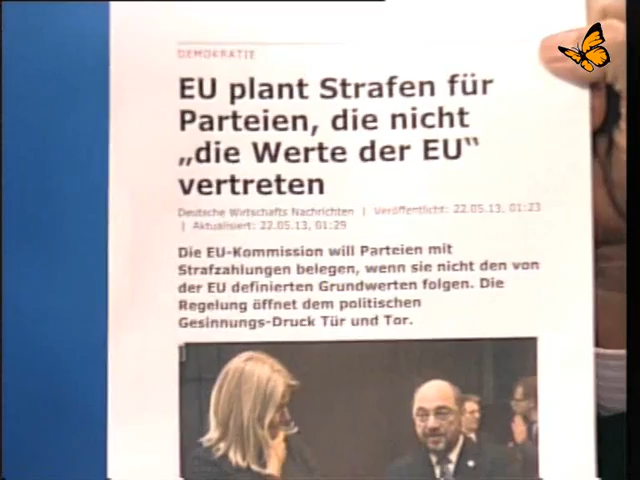 DEMOKRATIE
EU plant Strafen für
Parteien, die nicht
„die Werte der EU“
vertreten
Deutsche Wirtschafts Nachrichten | Veröffentlicht: 22.05.13, 01:23
| Aktualisiert: 22.05.13, 01:29
Die EU-Kommission will Parteien mit
Strafzahlungen belegen, wenn sie nicht den von
der EU definierten Grundwerten folgen. Die
Regelung öffnet dem politischen
Gesinnungs-Druck Tür und Tor.